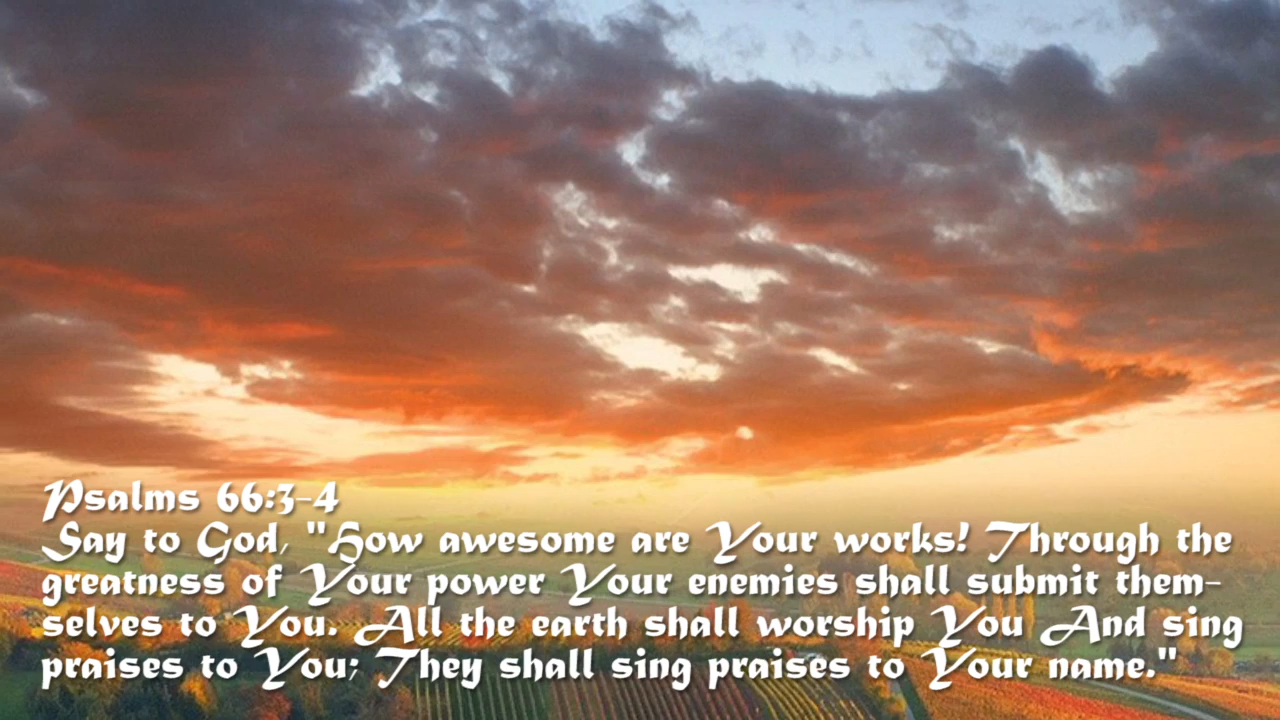 Psalms 66:3-4
Say to God, "How awesome are Your works! Through the
greatness of Your power Your enemies shall submit them-
selves to You. All the earth shall worship You And sing
praises to You; They shall sing praises to Your name."